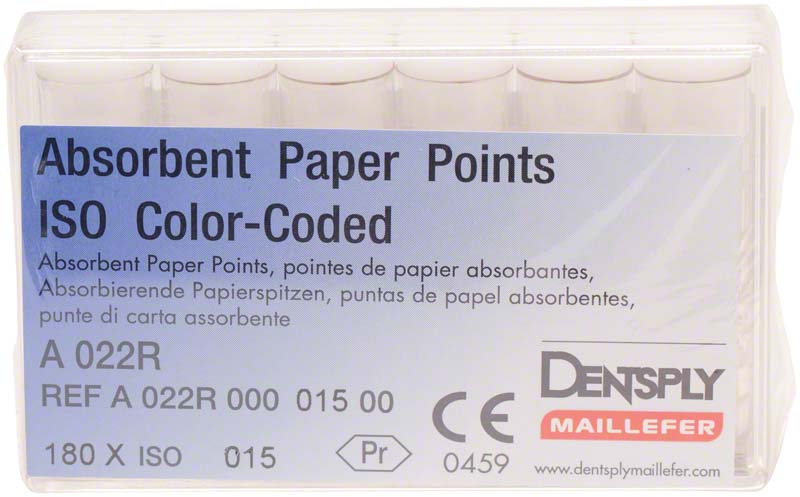 Absorbent Paper Points
ISO Color-Coded
Absorbent Paper Points, pointes de papier absorbantes,
Absorbierende Papierspitzen, puntas de papel absorbentes,
punte di carta assorbente
A 022R
REF A 022R 000 015 00
180 X ISO 015
Pr
CE
0459
DENTSPLY
MAILLEFER
www.dentsplymaillefer.com